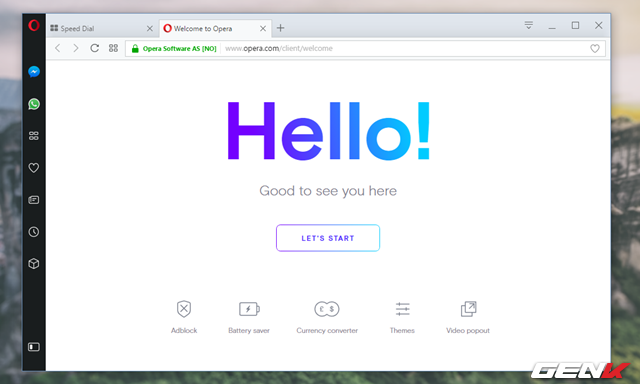 Speed Dial
Welcome to Opera
Opera Software AS [NO]
www.opera.com/client/welcome
Hello!
Good to see you here
LET'S START
£ $
Adblock
Battery saver
Currency converter
Themes
Video popout
GENK